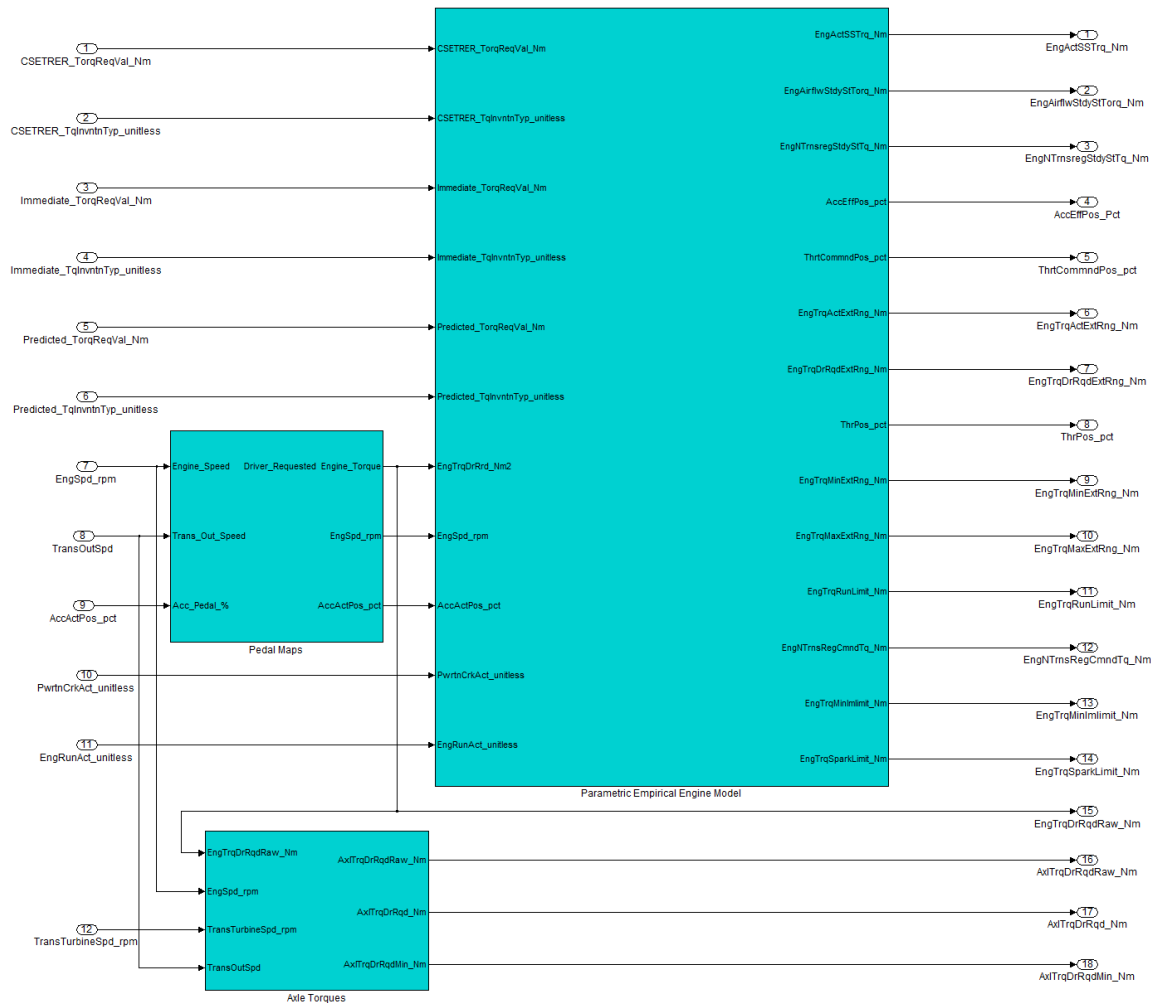 1
CSETRER_TorqReqVal_Nm
2
CSETRER_TqInvntnTyp_unitless
3
Immediate_TorqReqVal_Nm
4
Immediate_TqInvntnTyp_unitless
5
Predicted_TorqReqVal_Nm
6
Predicted_TqInvntnTyp_unitless
7
EngSpd_rpm
8
TransOutSpd
9
AccActPos_pct
10
PwrtnCrkAct_unitless
11
EngRunAct_unitless
12
TransTurbineSpd_rpm
Engine_Speed
Driver_Requested Engine_Torque
Trans_Out_Speed
EngSpd_rpm
Acc_Pedal_%
AccActPos_pct
Pedal Maps
CSETRER_TorqReqVal_Nm
CSETRER_TqInvntnTyp_unitless
Immediate_TorqReqVal_Nm
Immediate_TqInvntnTyp_unitless
Predicted_TorqReqVal_Nm
Predicted_TqInvntnTyp_unitless
EngTrqDrRrd_Nm2
EngSpd_rpm
AccActPos_pct
PwrtnCrkAct_unitless
EngRunAct_unitless
EngActSSTrq_Nm
EngAirflwStdyStTorq_Nm
EngNTrnsregStdyStTq_Nm
AccEffPos_pct
ThrtCommndPos_pct
EngTrqActExtRng_Nm
EngTrqDrRqdExtRng_Nm
ThrPos_pct
EngTrqMinExtRng_Nm
EngTrqMaxExtRng_Nm
EngTrqRunLimit_Nm
EngNTrnsRegCmndTq_Nm
EngTrqMinImlimit_Nm
EngTrqSparkLimit_Nm
Parametric Empirical Engine Model
EngTrqDrRqdRaw_Nm
EngSpd_rpm
TransTurbineSpd_rpm
TransOutSpd
AxlTrqDrRqdRaw_Nm
AxlTrqDrRqd_Nm
AxlTrqDrRqdMin_Nm
Axle Torques
1
EngActSSTrq_Nm
2
EngAirflwStdyStTorq_Nm
3
EngNTrnsregStdyStTq_Nm
4
AccEffPos_Pct
5
ThrtCommndPos_pct
6
EngTrqActExtRng_Nm
7
EngTrqDrRqdExtRng_Nm
8
ThrPos_pct
9
EngTrqMinExtRng_Nm
10
EngTrqMaxExtRng_Nm
11
EngTrqRunLimit_Nm
12
EngNTrnsRegCmndTq_Nm
13
EngTrqMinImlimit_Nm
14
EngTrqSparkLimit_Nm
15
EngTrqDrRqdRaw_Nm
16
AxlTrqDrRqdRaw_Nm
17
AxlTrqDrRqd_Nm
18
AxlTrqDrRqdMin_Nm